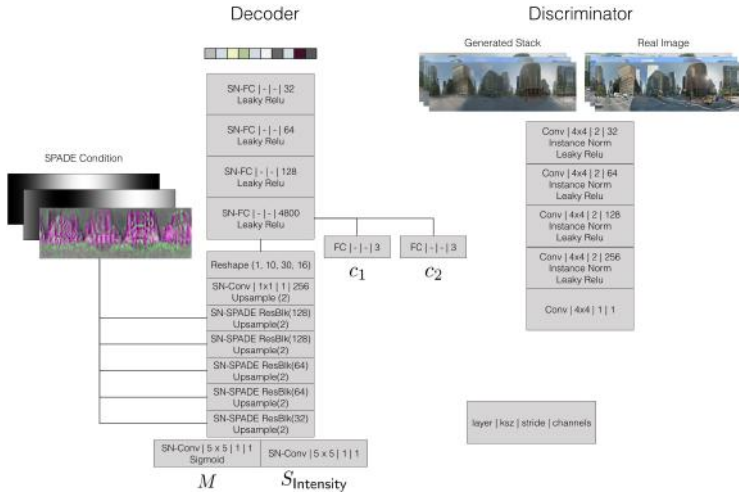 Decoder
SN-FC | - | - | 32
Leaky Relu
SN-FC | - | - | 64
Leaky Relu
SN-FC | - | - | 128
Leaky Relu
SN-FC | - | - | 4800
Leaky Relu
SPADE Condition
FC | - | - | 3
FC | - | - | 3
c1
c2
Reshape (1, 10, 30, 16)
SN-Conv | 1x1 | 1 | 256
Upsample (2)
SN-SPADE ResBlk(128)
Upsample(2)
SN-SPADE ResBlk(128)
Upsample(2)
SN-SPADE ResBlk(64)
Upsample(2)
SN-SPADE ResBlk(64)
Upsample(2)
SN-SPADE ResBlk(32)
Upsample(2)
SN-Conv | 5 x 5 | 1 | 1
Sigmoid
SN-Conv | 5 x 5 | 1 | 1
M
SIntensity
Discriminator
Generated Stack
Real Image
Conv | 4x4 | 2 | 32
Instance Norm
Leaky Relu
Conv | 4x4 | 2 | 64
Instance Norm
Leaky Relu
Conv | 4x4 | 2 | 128
Instance Norm
Leaky Relu
Conv | 4x4 | 2 | 256
Instance Norm
Leaky Relu
Conv | 4x4 | 1 | 1
layer | ksz | stride | channels